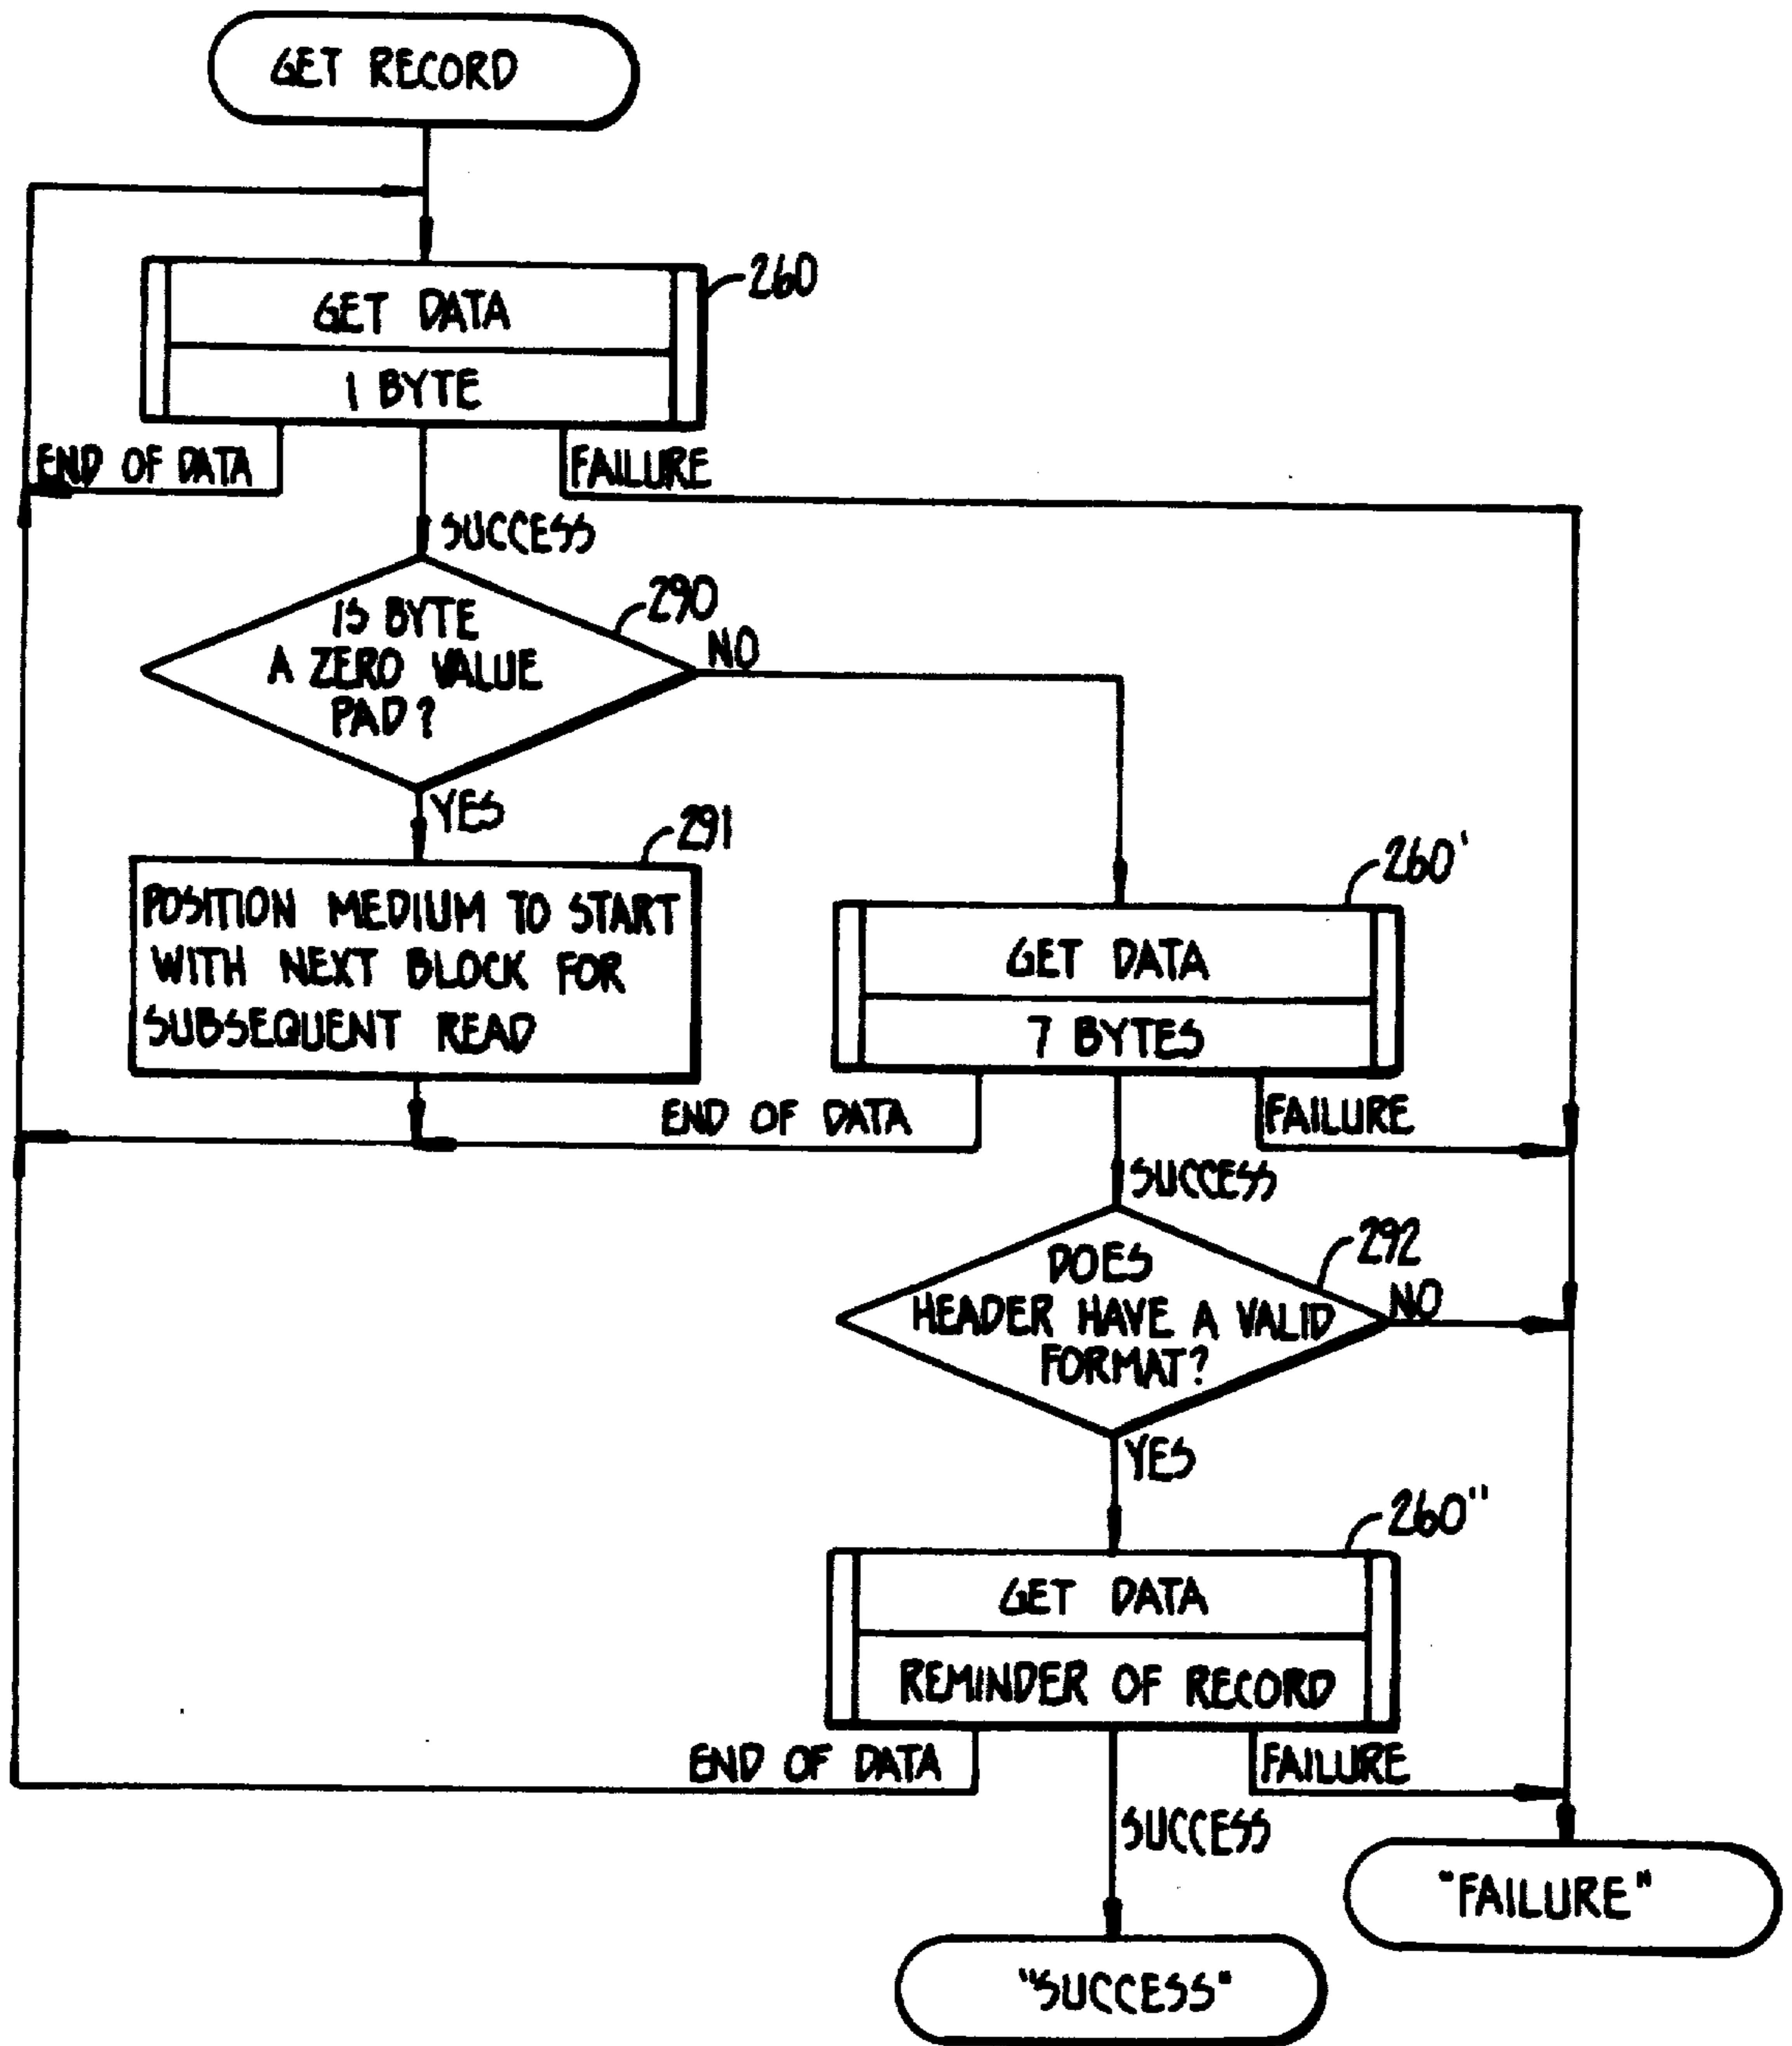 GET RECORD
260
GET DATA
1 BYTE
END OF DATA
FAILURE
SUCCESS
290
IS BYTE
A ZERO VALUE
PAD?
NO
YES
291
POSITION MEDIUM TO START
WITH NEXT BLOCK FOR
SUBSEQUENT READ
260'
GET DATA
7 BYTES
END OF DATA
FAILURE
SUCCESS
292
DOES
HEADER HAVE A VALID
FORMAT?
NO
YES
260"
GET DATA
REMINDER OF RECORD
END OF DATA
FAILURE
SUCCESS
"FAILURE"
"SUCCESS"